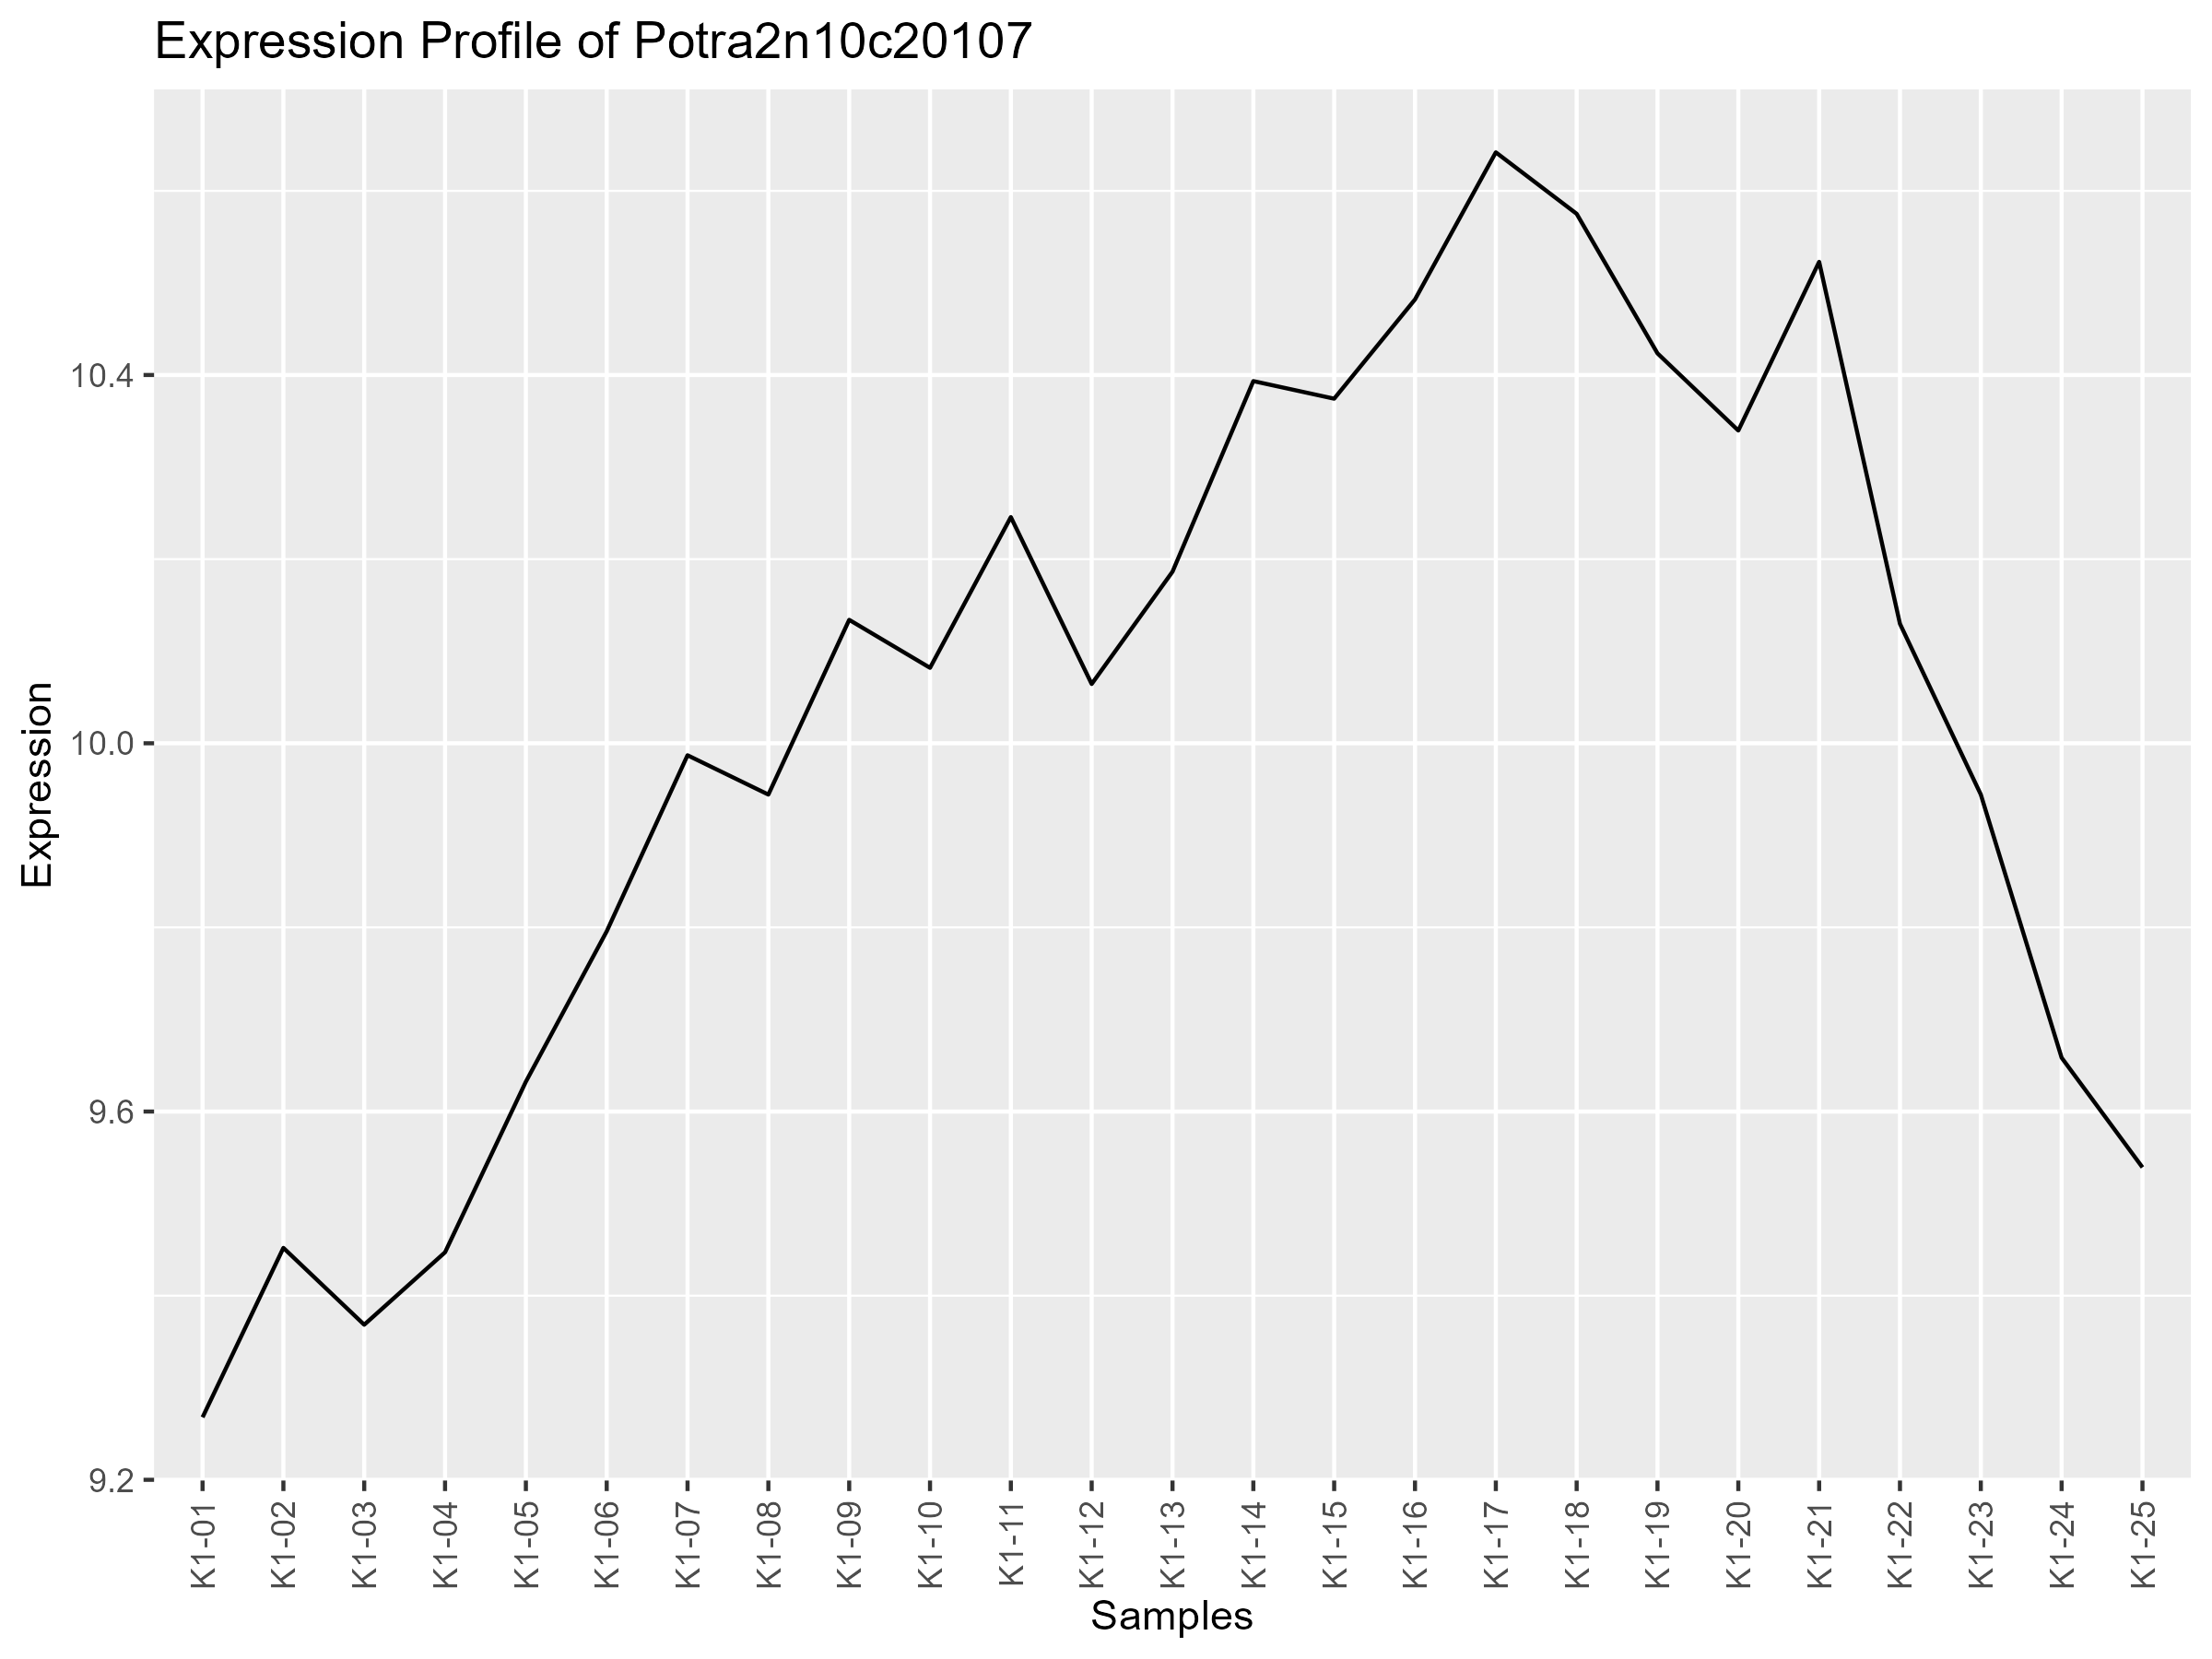 Expression Profile of Potra2n10c20107
Expression
10.4
10.0
9.6
9.2
K1-01
K1-02
K1-03
K1-04
K1-05
K1-06
K1-07
K1-08
K1-09
K1-10
K1-11
K1-12
K1-13
K1-14
K1-15
K1-16
K1-17
K1-18
K1-19
K1-20
K1-21
K1-22
K1-23
K1-24
K1-25
Samples